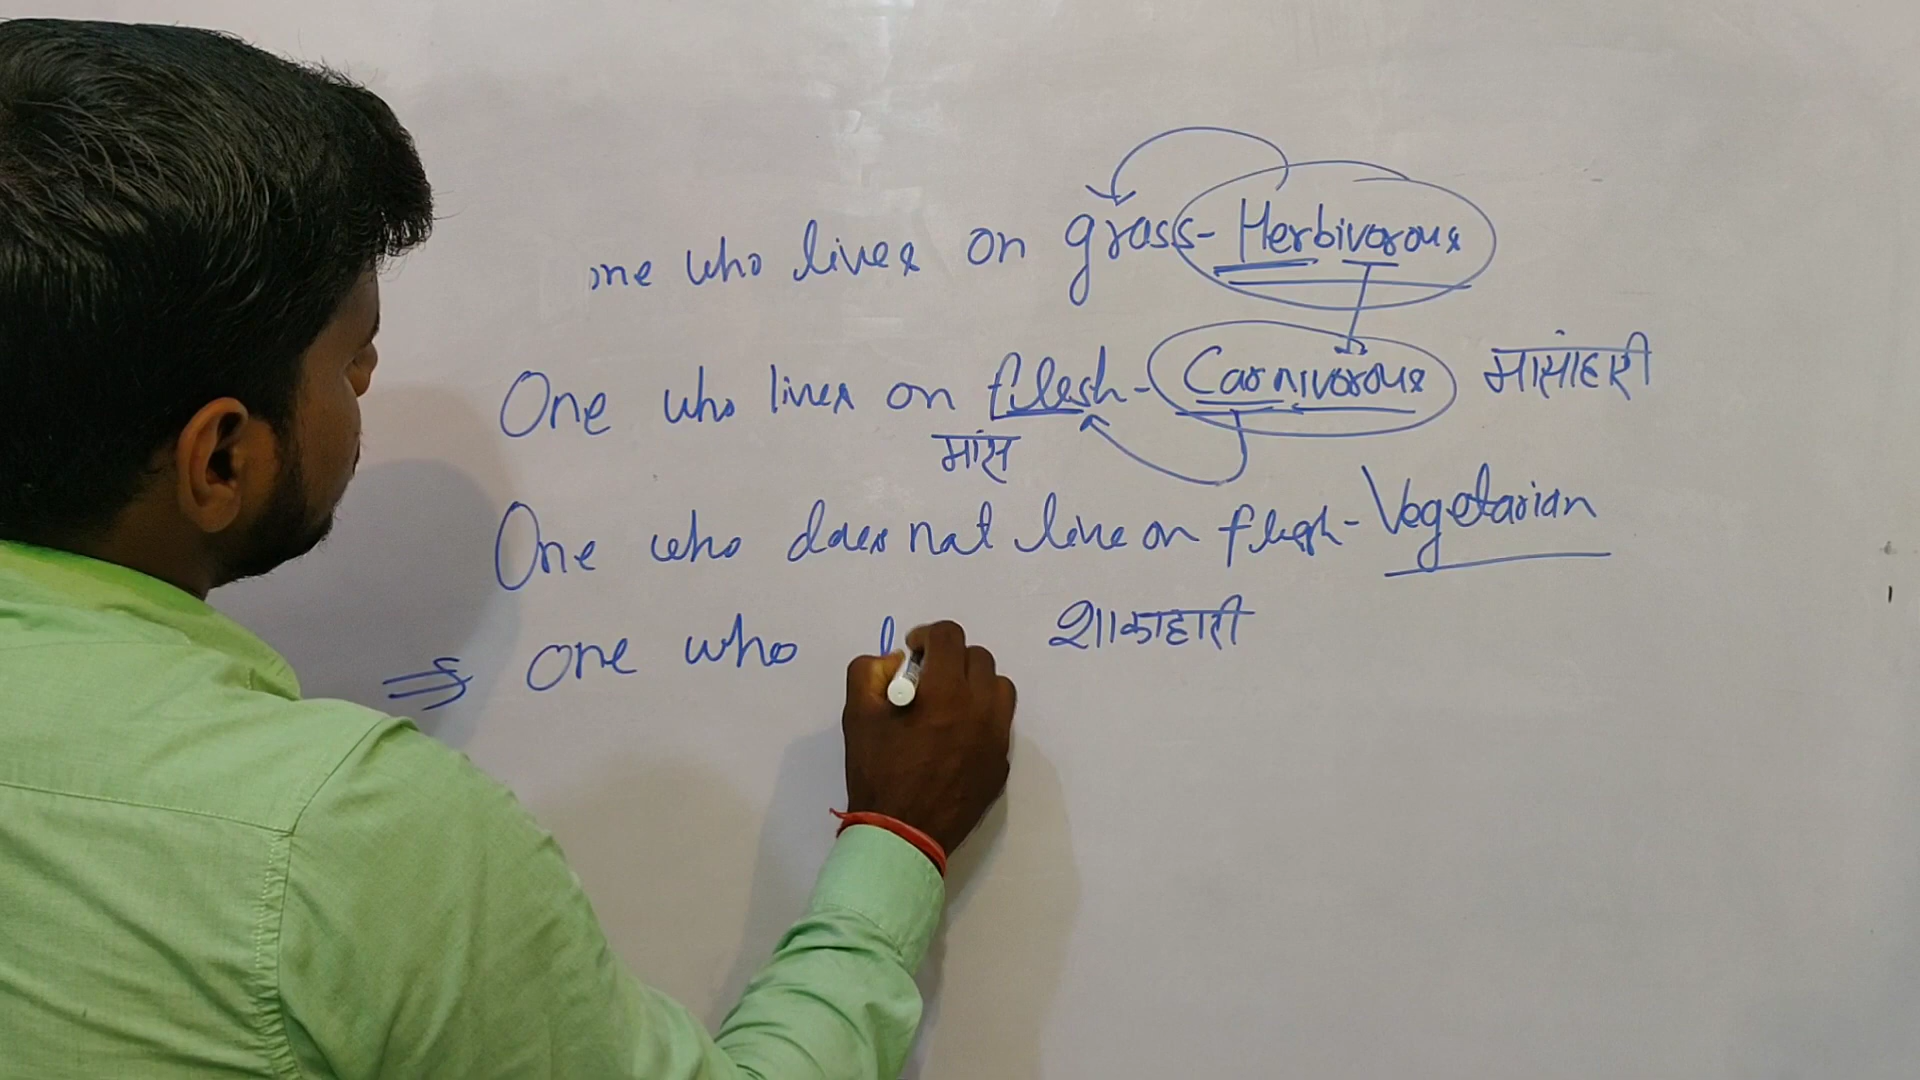 one who lives on grass- Herbivorous
One who lives on flesh- Carnivorous मासांहारी
मांस
One who does not live on flesh- Vegetarian
⇒ One who शाकाहारी